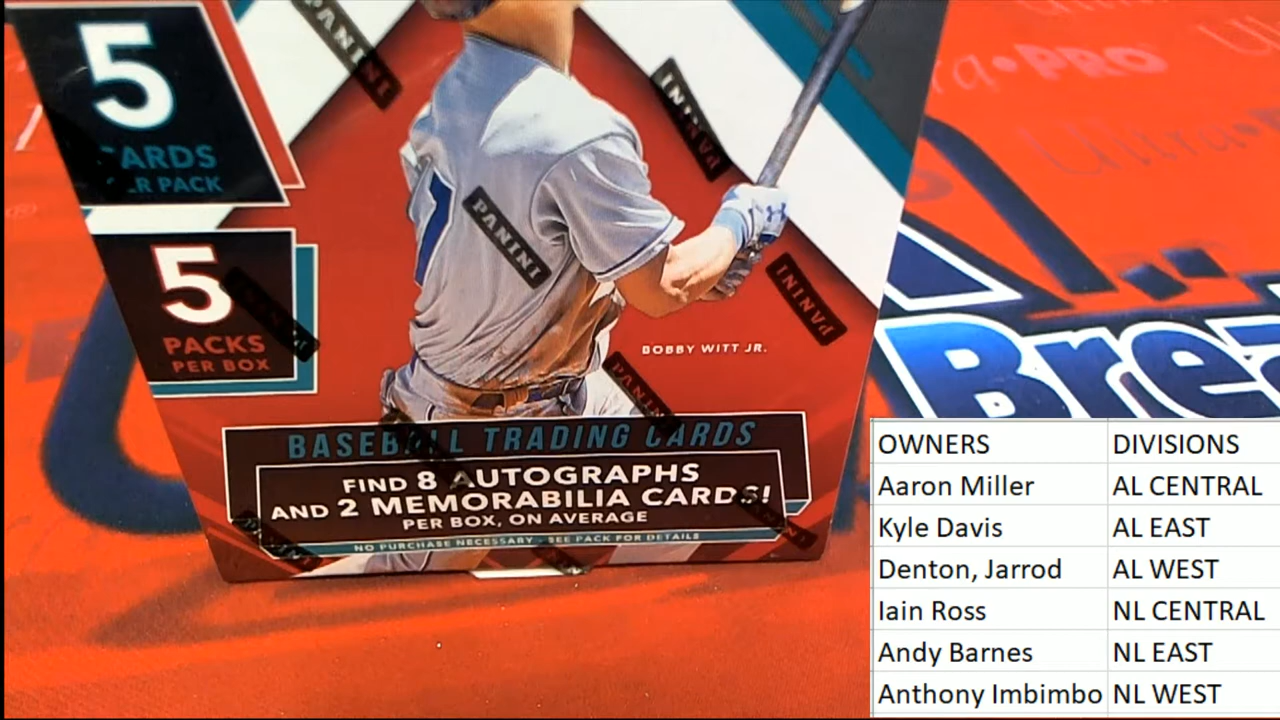 5
CARDS
PER PACK
5
PACKS
PER BOX
PANINI
PANINI
PANINI
PANINI
PANINI
BOBBY WITT JR.
BASEBALL TRADING CARDS
FIND 8 AUTOGRAPHS
AND 2 MEMORABILIA CARDS!
PER BOX, ON AVERAGE
NO PURCHASE NECESSARY - SEE PACK FOR DETAILS
Ultra•PRO
Brea
OWNERS DIVISIONS
Aaron Miller AL CENTRAL
Kyle Davis AL EAST
Denton, Jarrod AL WEST
Iain Ross NL CENTRAL
Andy Barnes NL EAST
Anthony Imbimbo NL WEST